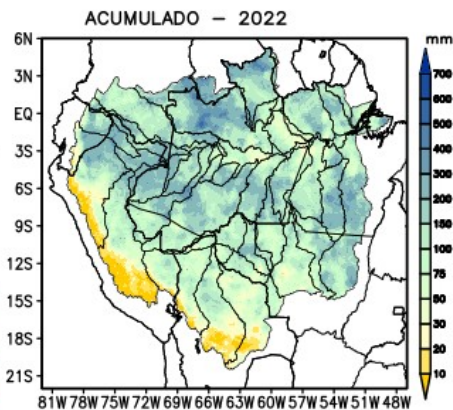 ACUMULADO – 2022
mm
6N
3N
EQ
3S
6S
9S
12S
15S
18S
21S
700
600
500
400
300
200
150
100
75
50
30
20
10
81W 78W 75W 72W 69W 66W 63W 60W 57W 54W 51W 48W